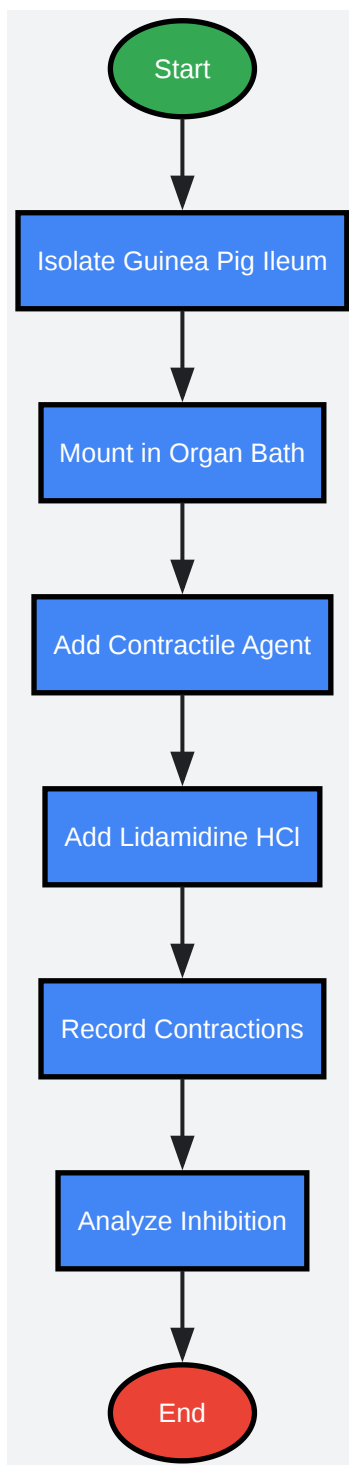 Start
Isolate Guinea Pig Ileum
Mount in Organ Bath
Add Contractile Agent
Add Lidamidine HCl
Record Contractions
Analyze Inhibition
End